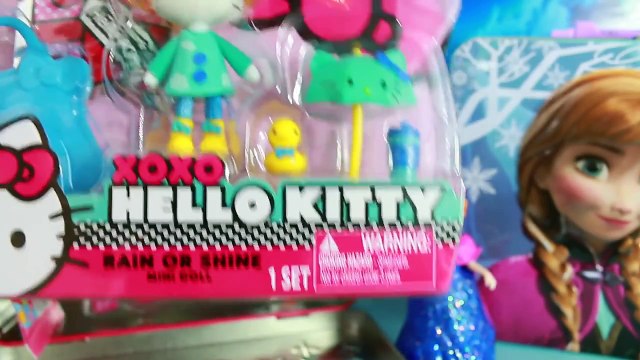 XOXO
HELLO KITTY
RAIN OR SHINE
MINI DOLL
1 SET
WARNING: